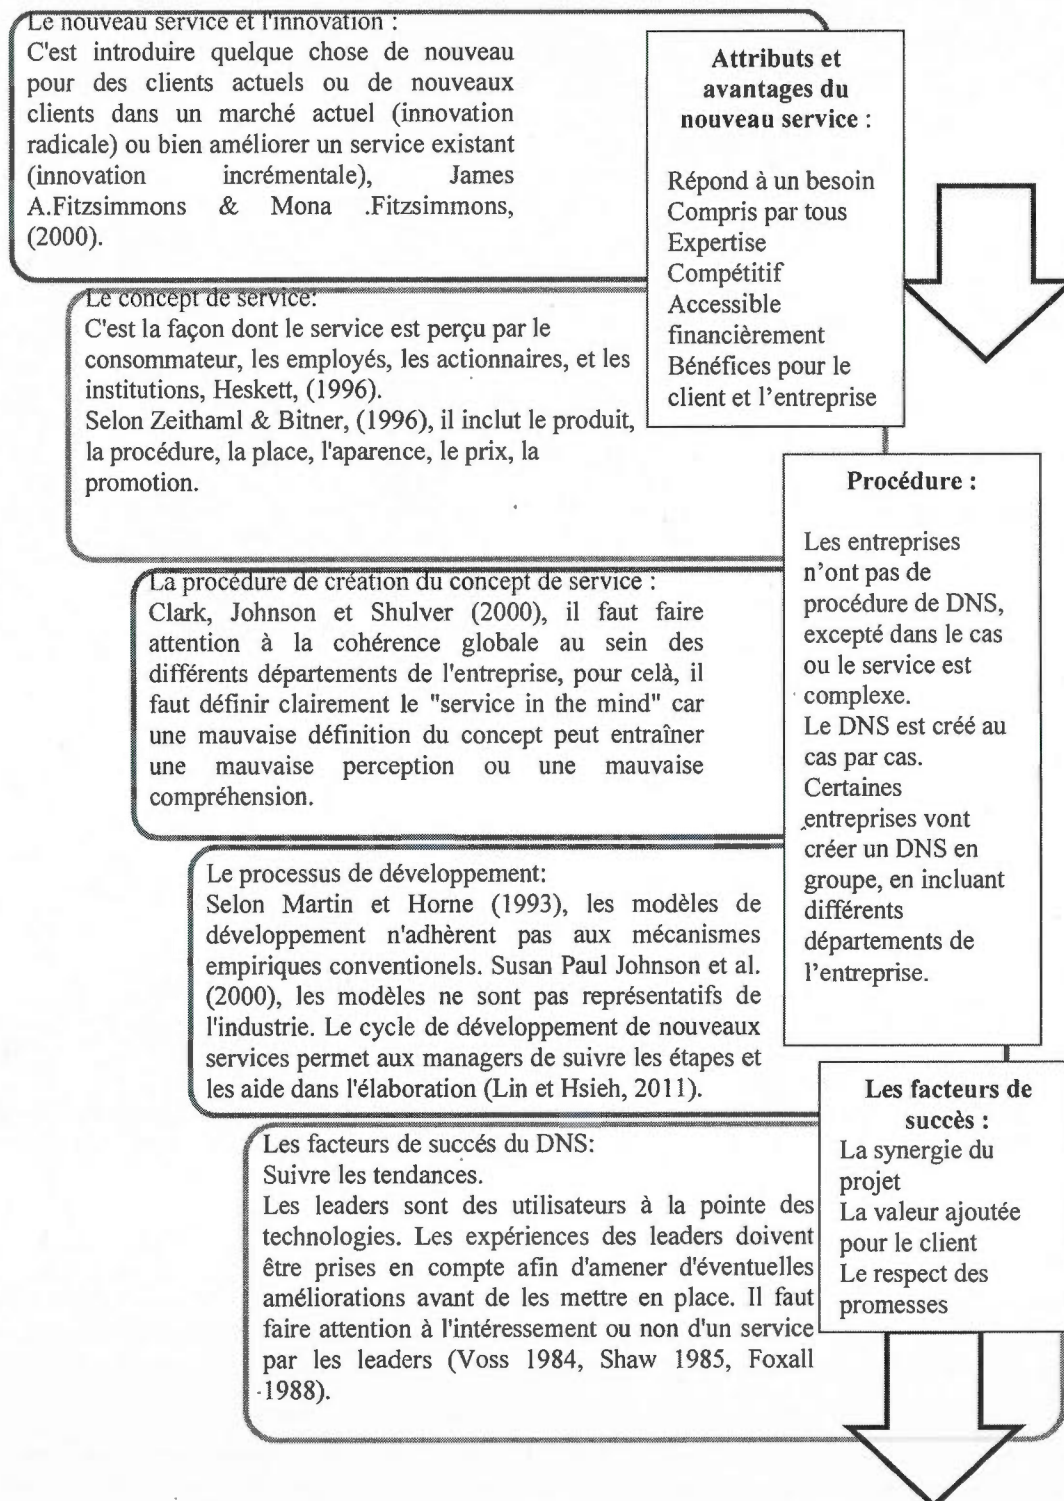 Le nouveau service et l'innovation :
C'est introduire quelque chose de nouveau
pour des clients actuels ou de nouveaux
clients dans un marché actuel (innovation
radicale) ou bien améliorer un service existant
(innovation incrémentale), James
A.Fitzsimmons & Mona .Fitzsimmons,
(2000).
Attributs et
avantages du
nouveau service :
Répond à un besoin
Compris par tous
Expertise
Compétitif
Accessible
financièrement
Bénéfices pour le
client et l'entreprise
Le concept de service:
C'est la façon dont le service est perçu par le
consommateur, les employés, les actionnaires, et les
institutions, Heskett, (1996).
Selon Zeithaml & Bitner, (1996), il inclut le produit,
la procédure, la place, l'aparence, le prix, la
promotion.
Procédure :
Les entreprises
n'ont pas de
procédure de DNS,
excepté dans le cas
ou le service est
complexe.
Le DNS est créé au
cas par cas.
Certaines
entreprises vont
créer un DNS en
groupe, en incluant
différents
départements de
l'entreprise.
La procédure de création du concept de service :
Clark, Johnson et Shulver (2000), il faut faire
attention à la cohérence globale au sein des
différents départements de l'entreprise, pour celà, il
faut définir clairement le "service in the mind" car
une mauvaise définition du concept peut entraîner
une mauvaise perception ou une mauvaise
compréhension.
Le processus de développement:
Selon Martin et Horne (1993), les modèles de
développement n'adhèrent pas aux mécanismes
empiriques conventionels. Susan Paul Johnson et al.
(2000), les modèles ne sont pas représentatifs de
l'industrie. Le cycle de développement de nouveaux
services permet aux managers de suivre les étapes et
les aide dans l'élaboration (Lin et Hsieh, 2011).
Les facteurs de
succès :
La synergie du
projet
La valeur ajoutée
pour le client
Le respect des
promesses
Les facteurs de succés du DNS:
Suivre les tendances.
Les leaders sont des utilisateurs à la pointe des
technologies. Les expériences des leaders doivent
être prises en compte afin d'amener d'éventuelles
améliorations avant de les mettre en place. Il faut
faire attention à l'intéressement ou non d'un service
par les leaders (Voss 1984, Shaw 1985, Foxall
1988).